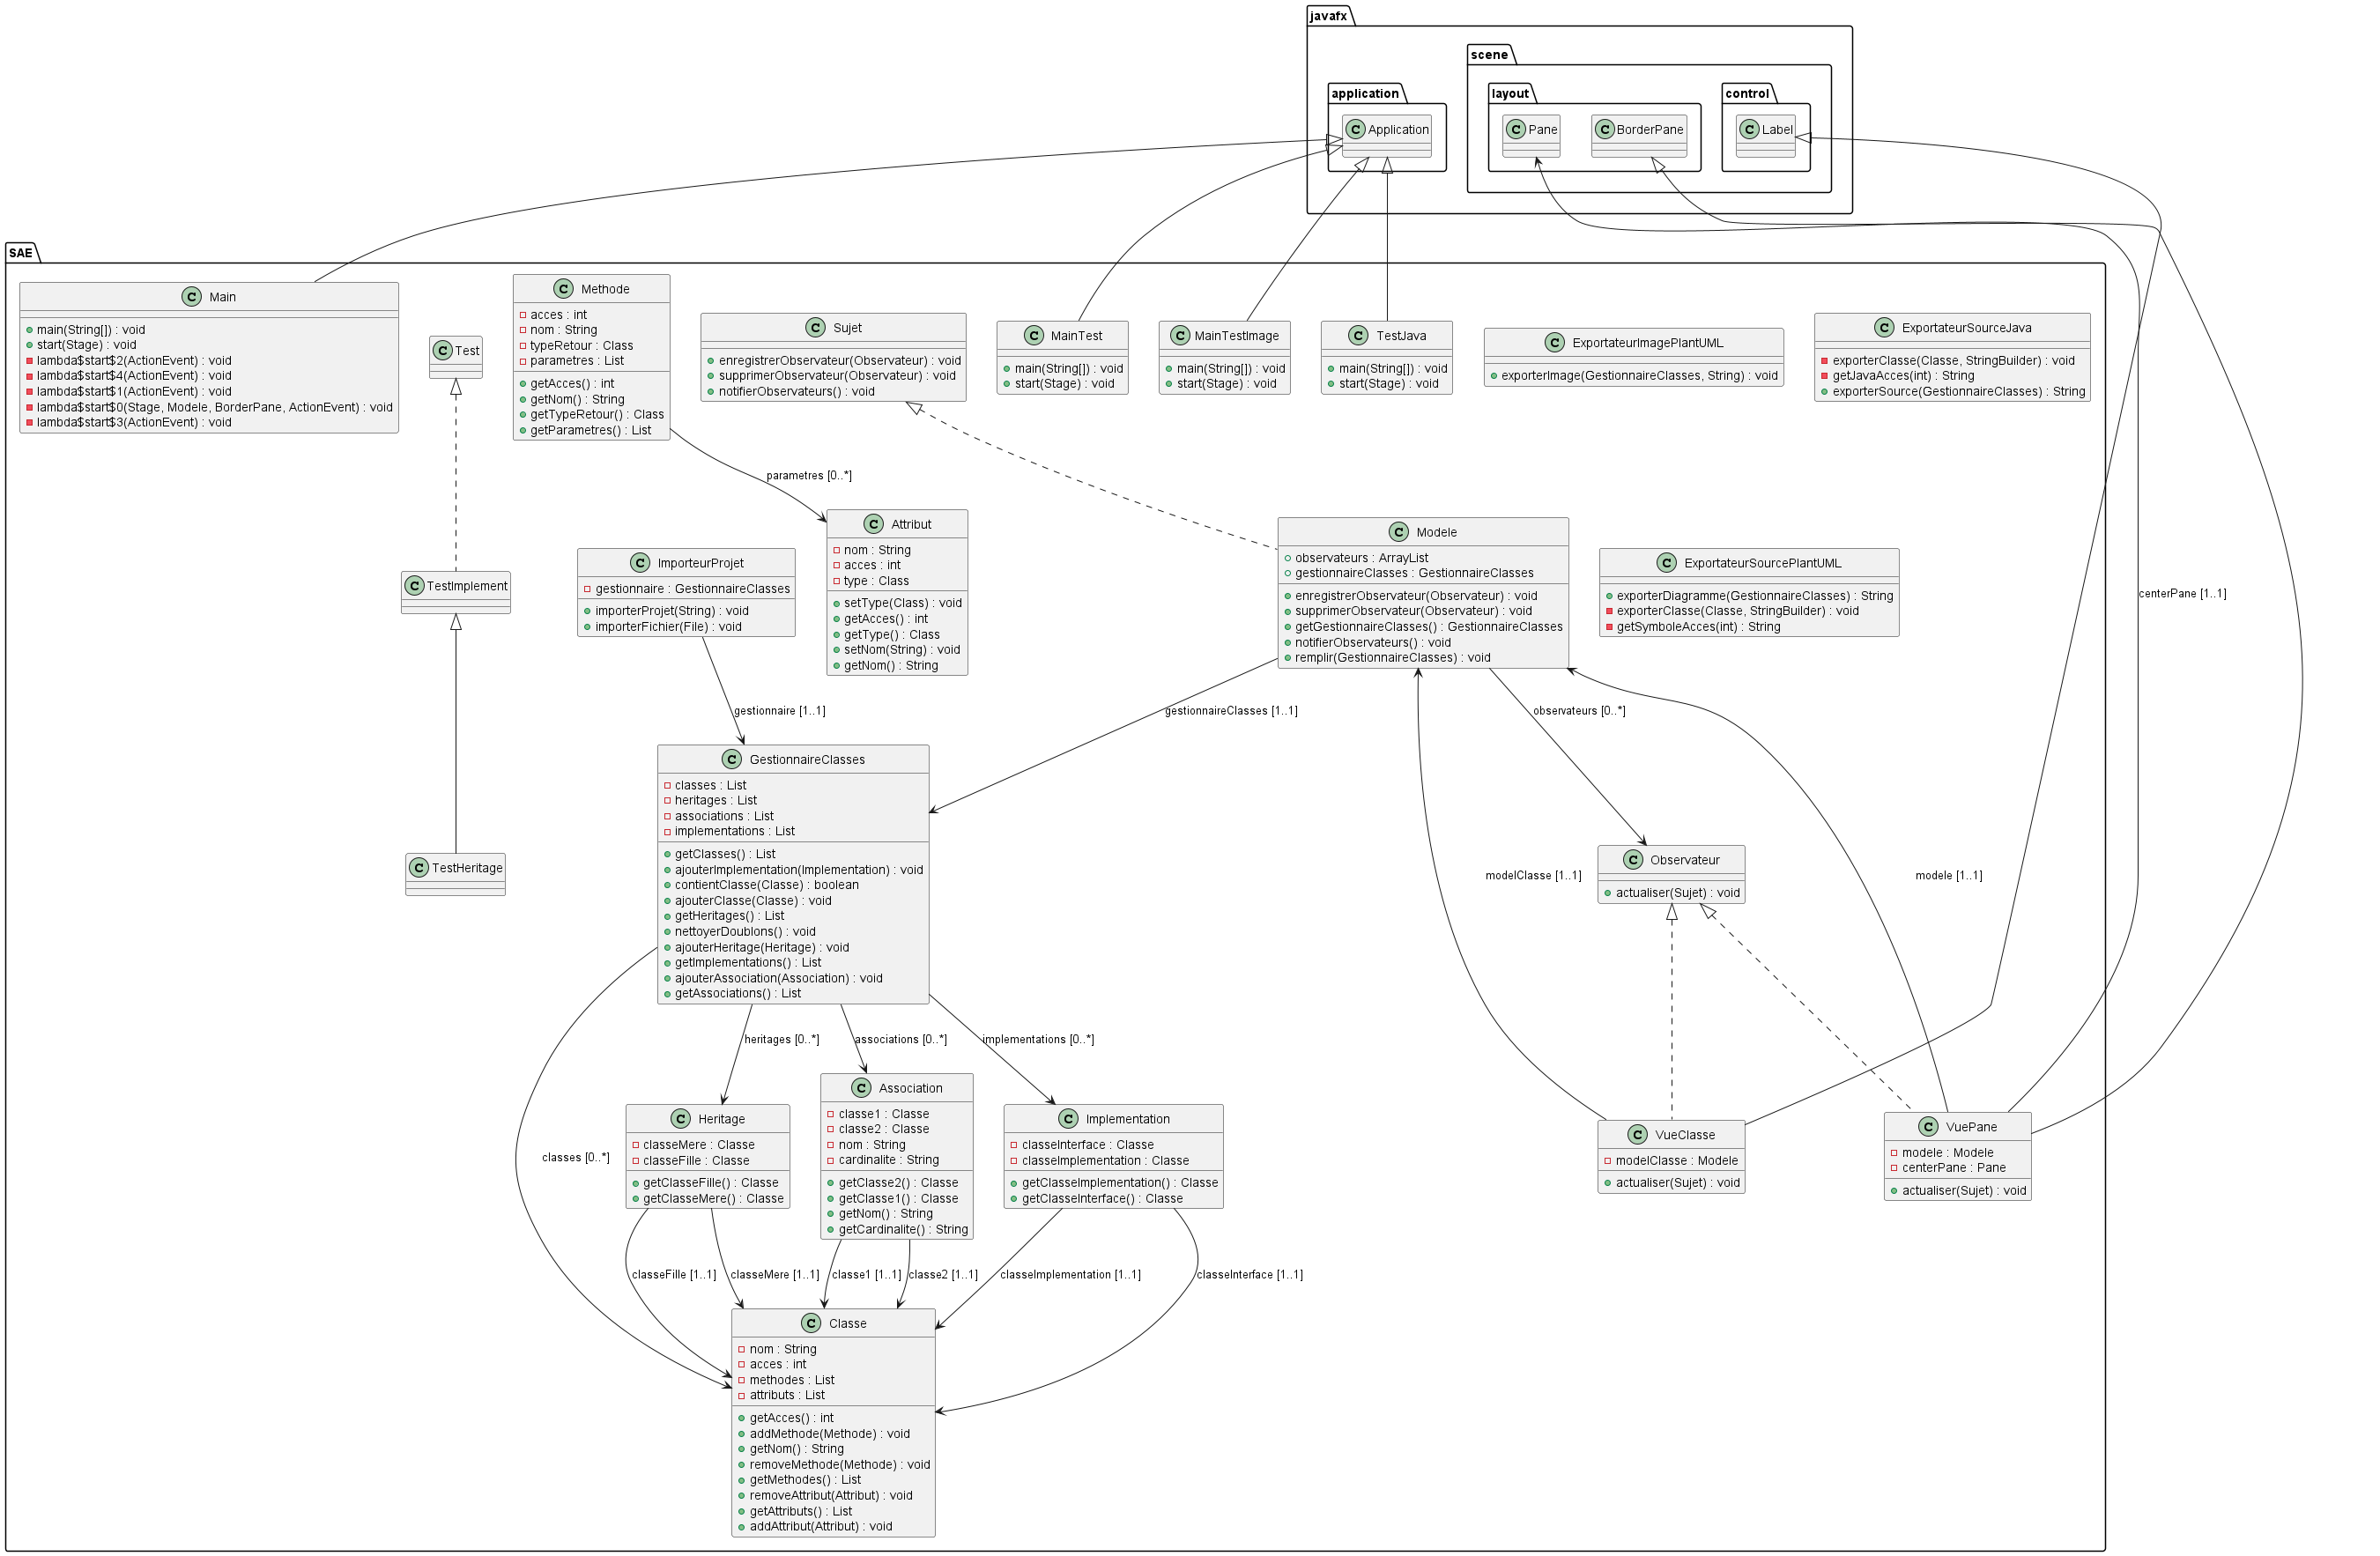 javafx
scene
application
layout
control
C Application
C Pane
C BorderPane
C Label
SAE
C Main
main(String[]) : void
start(Stage) : void
lambda$start$2(ActionEvent) : void
lambda$start$4(ActionEvent) : void
lambda$start$1(ActionEvent) : void
lambda$start$0(Stage, Modele, BorderPane, ActionEvent) : void
lambda$start$3(ActionEvent) : void
C Test
C Methode
acces : int
nom : String
typeRetour : Class
parametres : List
getAcces() : int
getNom() : String
getTypeRetour() : Class
getParametres() : List
C Sujet
enregistrerObservateur(Observateur) : void
supprimerObservateur(Observateur) : void
notifierObservateurs() : void
C MainTest
main(String[]) : void
start(Stage) : void
C MainTestImage
main(String[]) : void
start(Stage) : void
C TestJava
main(String[]) : void
start(Stage) : void
C ExportateurImagePlantUML
exporterImage(GestionnaireClasses, String) : void
C ExportateurSourceJava
exporterClasse(Classe, StringBuilder) : void
getJavaAcces(int) : String
exporterSource(GestionnaireClasses) : String
parametres [0..*]
C TestImplement
C ImporteurProjet
gestionnaire : GestionnaireClasses
importerProjet(String) : void
importerFichier(File) : void
C Attribut
nom : String
acces : int
type : Class
setType(Class) : void
getAcces() : int
getType() : Class
setNom(String) : void
getNom() : String
C Modele
observateurs : ArrayList
gestionnaireClasses : GestionnaireClasses
enregistrerObservateur(Observateur) : void
supprimerObservateur(Observateur) : void
getGestionnaireClasses() : GestionnaireClasses
notifierObservateurs() : void
remplir(GestionnaireClasses) : void
C ExportateurSourcePlantUML
exporterDiagramme(GestionnaireClasses) : String
exporterClasse(Classe, StringBuilder) : void
getSymboleAcces(int) : String
centerPane [1..1]
gestionnaire [1..1]
gestionnaireClasses [1..1]
observateurs [0..*]
C TestHeritage
C GestionnaireClasses
classes : List
heritages : List
associations : List
implementations : List
getClasses() : List
ajouterImplementation(Implementation) : void
contientClasse(Classe) : boolean
ajouterClasse(Classe) : void
getHeritages() : List
nettoyerDoublons() : void
ajouterHeritage(Heritage) : void
getImplementations() : List
ajouterAssociation(Association) : void
getAssociations() : List
modelClasse [1..1]
C Observateur
actualiser(Sujet) : void
modele [1..1]
heritages [0..*]
associations [0..*]
implementations [0..*]
classes [0..*]
C Heritage
classeMere : Classe
classeFille : Classe
getClasseFille() : Classe
getClasseMere() : Classe
C Association
classe1 : Classe
classe2 : Classe
nom : String
cardinalite : String
getClasse2() : Classe
getClasse1() : Classe
getNom() : String
getCardinalite() : String
C Implementation
classeInterface : Classe
classeImplementation : Classe
getClasseImplementation() : Classe
getClasseInterface() : Classe
C VueClasse
modelClasse : Modele
actualiser(Sujet) : void
C VuePane
modele : Modele
centerPane : Pane
actualiser(Sujet) : void
classeFille [1..1]
classeMere [1..1]
classe1 [1..1]
classe2 [1..1]
classeImplementation [1..1]
classeInterface [1..1]
C Classe
nom : String
acces : int
methodes : List
attributs : List
getAcces() : int
addMethode(Methode) : void
getNom() : String
removeMethode(Methode) : void
getMethodes() : List
removeAttribut(Attribut) : void
getAttributs() : List
addAttribut(Attribut) : void